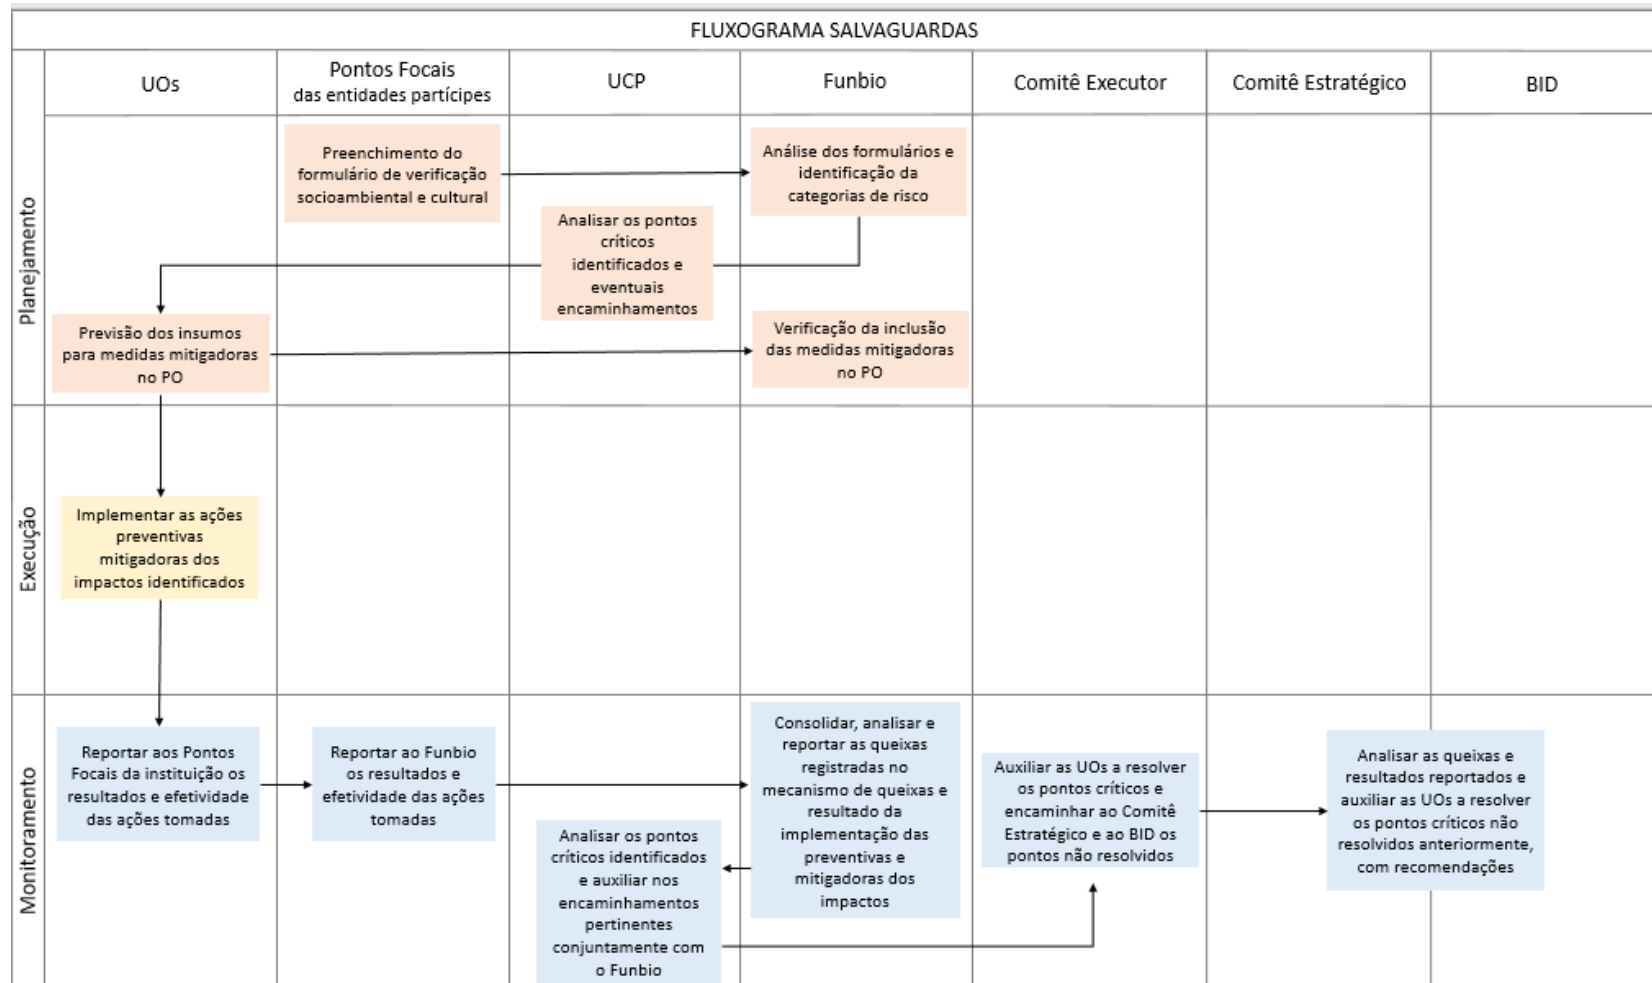 FLUXOGRAMA SALVAGUARDAS
UOs
Pontos Focais
das entidades partícipes
UCP
Funbio
Comitê Executor
Comitê Estratégico
BID
Planejamento
Preenchimento do
formulário de verificação
socioambiental e cultural
Análise dos formulários e
identificação da
categorias de risco
Analisar os pontos
críticos
identificados e
eventuais
encaminhamentos
Previsão dos insumos
para medidas mitigadoras
no PO
Verificação da inclusão
das medidas mitigadoras
no PO
Execução
Implementar as ações
preventivas
mitigadoras dos
impactos identificados
Monitoramento
Reportar aos Pontos
Focais da instituição os
resultados e efetividade
das ações tomadas
Reportar ao Funbio
os resultados e
efetividade das ações
tomadas
Consolidar, analisar e
reportar as queixas
registradas no
mecanismo de queixas e
resultado da
implementação das
preventivas e
mitigadoras dos
impactos
Analisar os pontos
críticos identificados
e auxiliar nos
encaminhamentos
pertinentes
conjuntamente com
o Funbio
Auxiliar as UOs a resolver
os pontos críticos e
encaminhar ao Comitê
Estratégico e ao BID os
pontos não resolvidos
Analisar as queixas e
resultados reportados e
auxiliar as UOs a resolver
os pontos críticos não
resolvidos anteriormente,
com recomendações